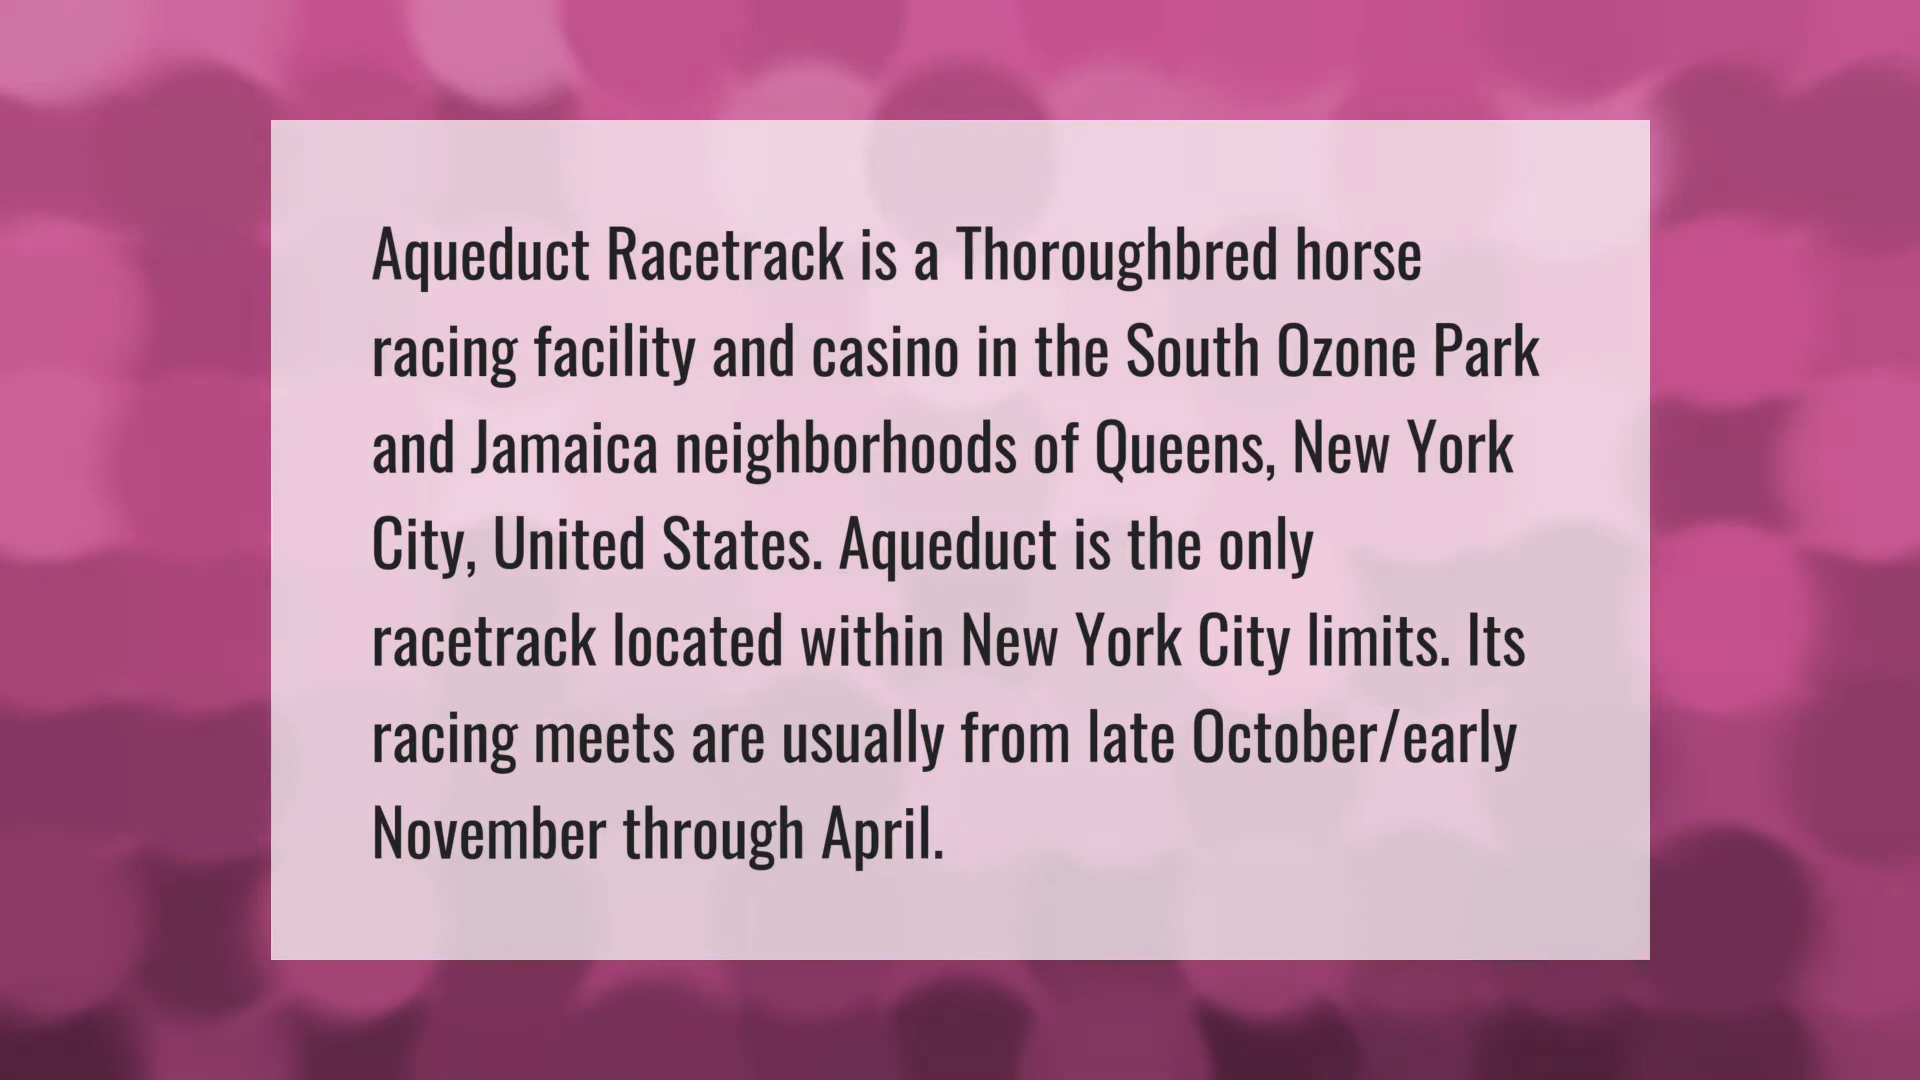 Aqueduct Racetrack is a Thoroughbred horse
racing facility and casino in the South Ozone Park
and Jamaica neighborhoods of Queens, New York
City, United States. Aqueduct is the only
racetrack located within New York City limits. Its
racing meets are usually from late October/early
November through April.